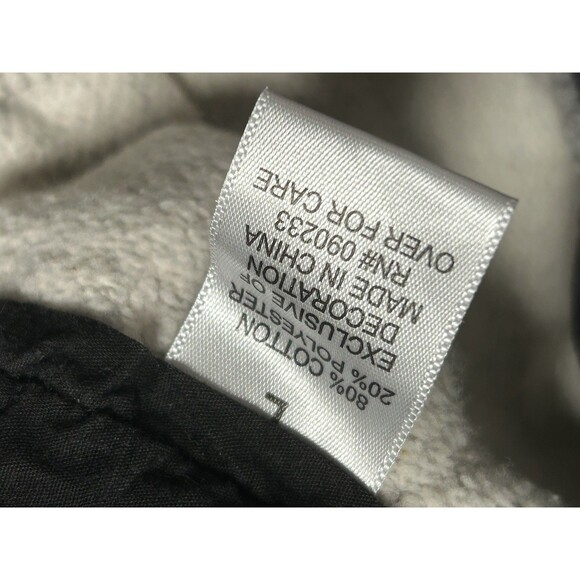 L
80% COTTON
20% POLYESTER
EXCLUSIVE OF
DECORATION
MADE IN CHINA
RN# 090233
OVER FOR CARE